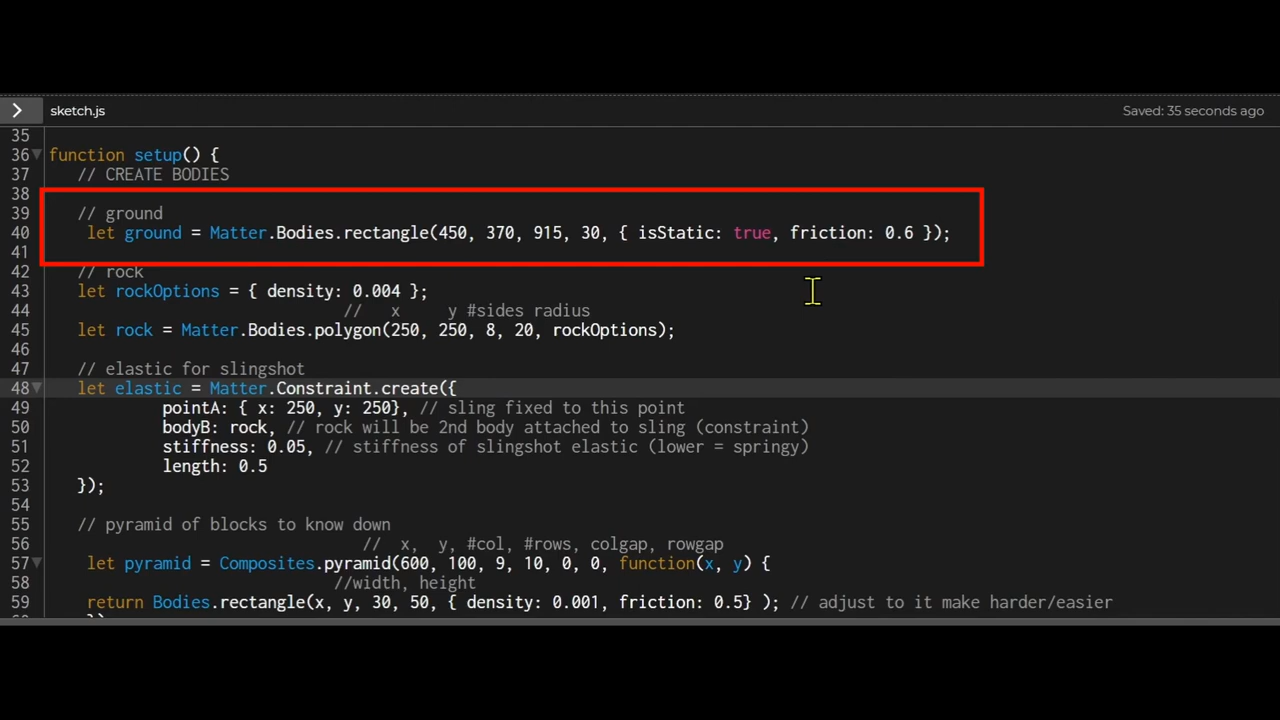 sketch.js
Saved: 35 seconds ago
35
36 function setup() {
37 // CREATE BODIES
38
39 // ground
40 let ground = Matter.Bodies.rectangle(450, 370, 915, 30, { isStatic: true, friction: 0.6 });
41
42 // rock
43 let rockOptions = { density: 0.004 };
44 // x y #sides radius
45 let rock = Matter.Bodies.polygon(250, 250, 8, 20, rockOptions);
46
47 // elastic for slingshot
48 let elastic = Matter.Constraint.create({
49 pointA: { x: 250, y: 250}, // sling fixed to this point
50 bodyB: rock, // rock will be 2nd body attached to sling (constraint)
51 stiffness: 0.05, // stiffness of slingshot elastic (lower = springy)
52 length: 0.5
53 });
54
55 // pyramid of blocks to know down
56 // x, y, #col, #rows, colgap, rowgap
57 let pyramid = Composites.pyramid(600, 100, 9, 10, 0, 0, function(x, y) {
58 //width, height
59 return Bodies.rectangle(x, y, 30, 50, { density: 0.001, friction: 0.5} ); // adjust to it make harder/easier